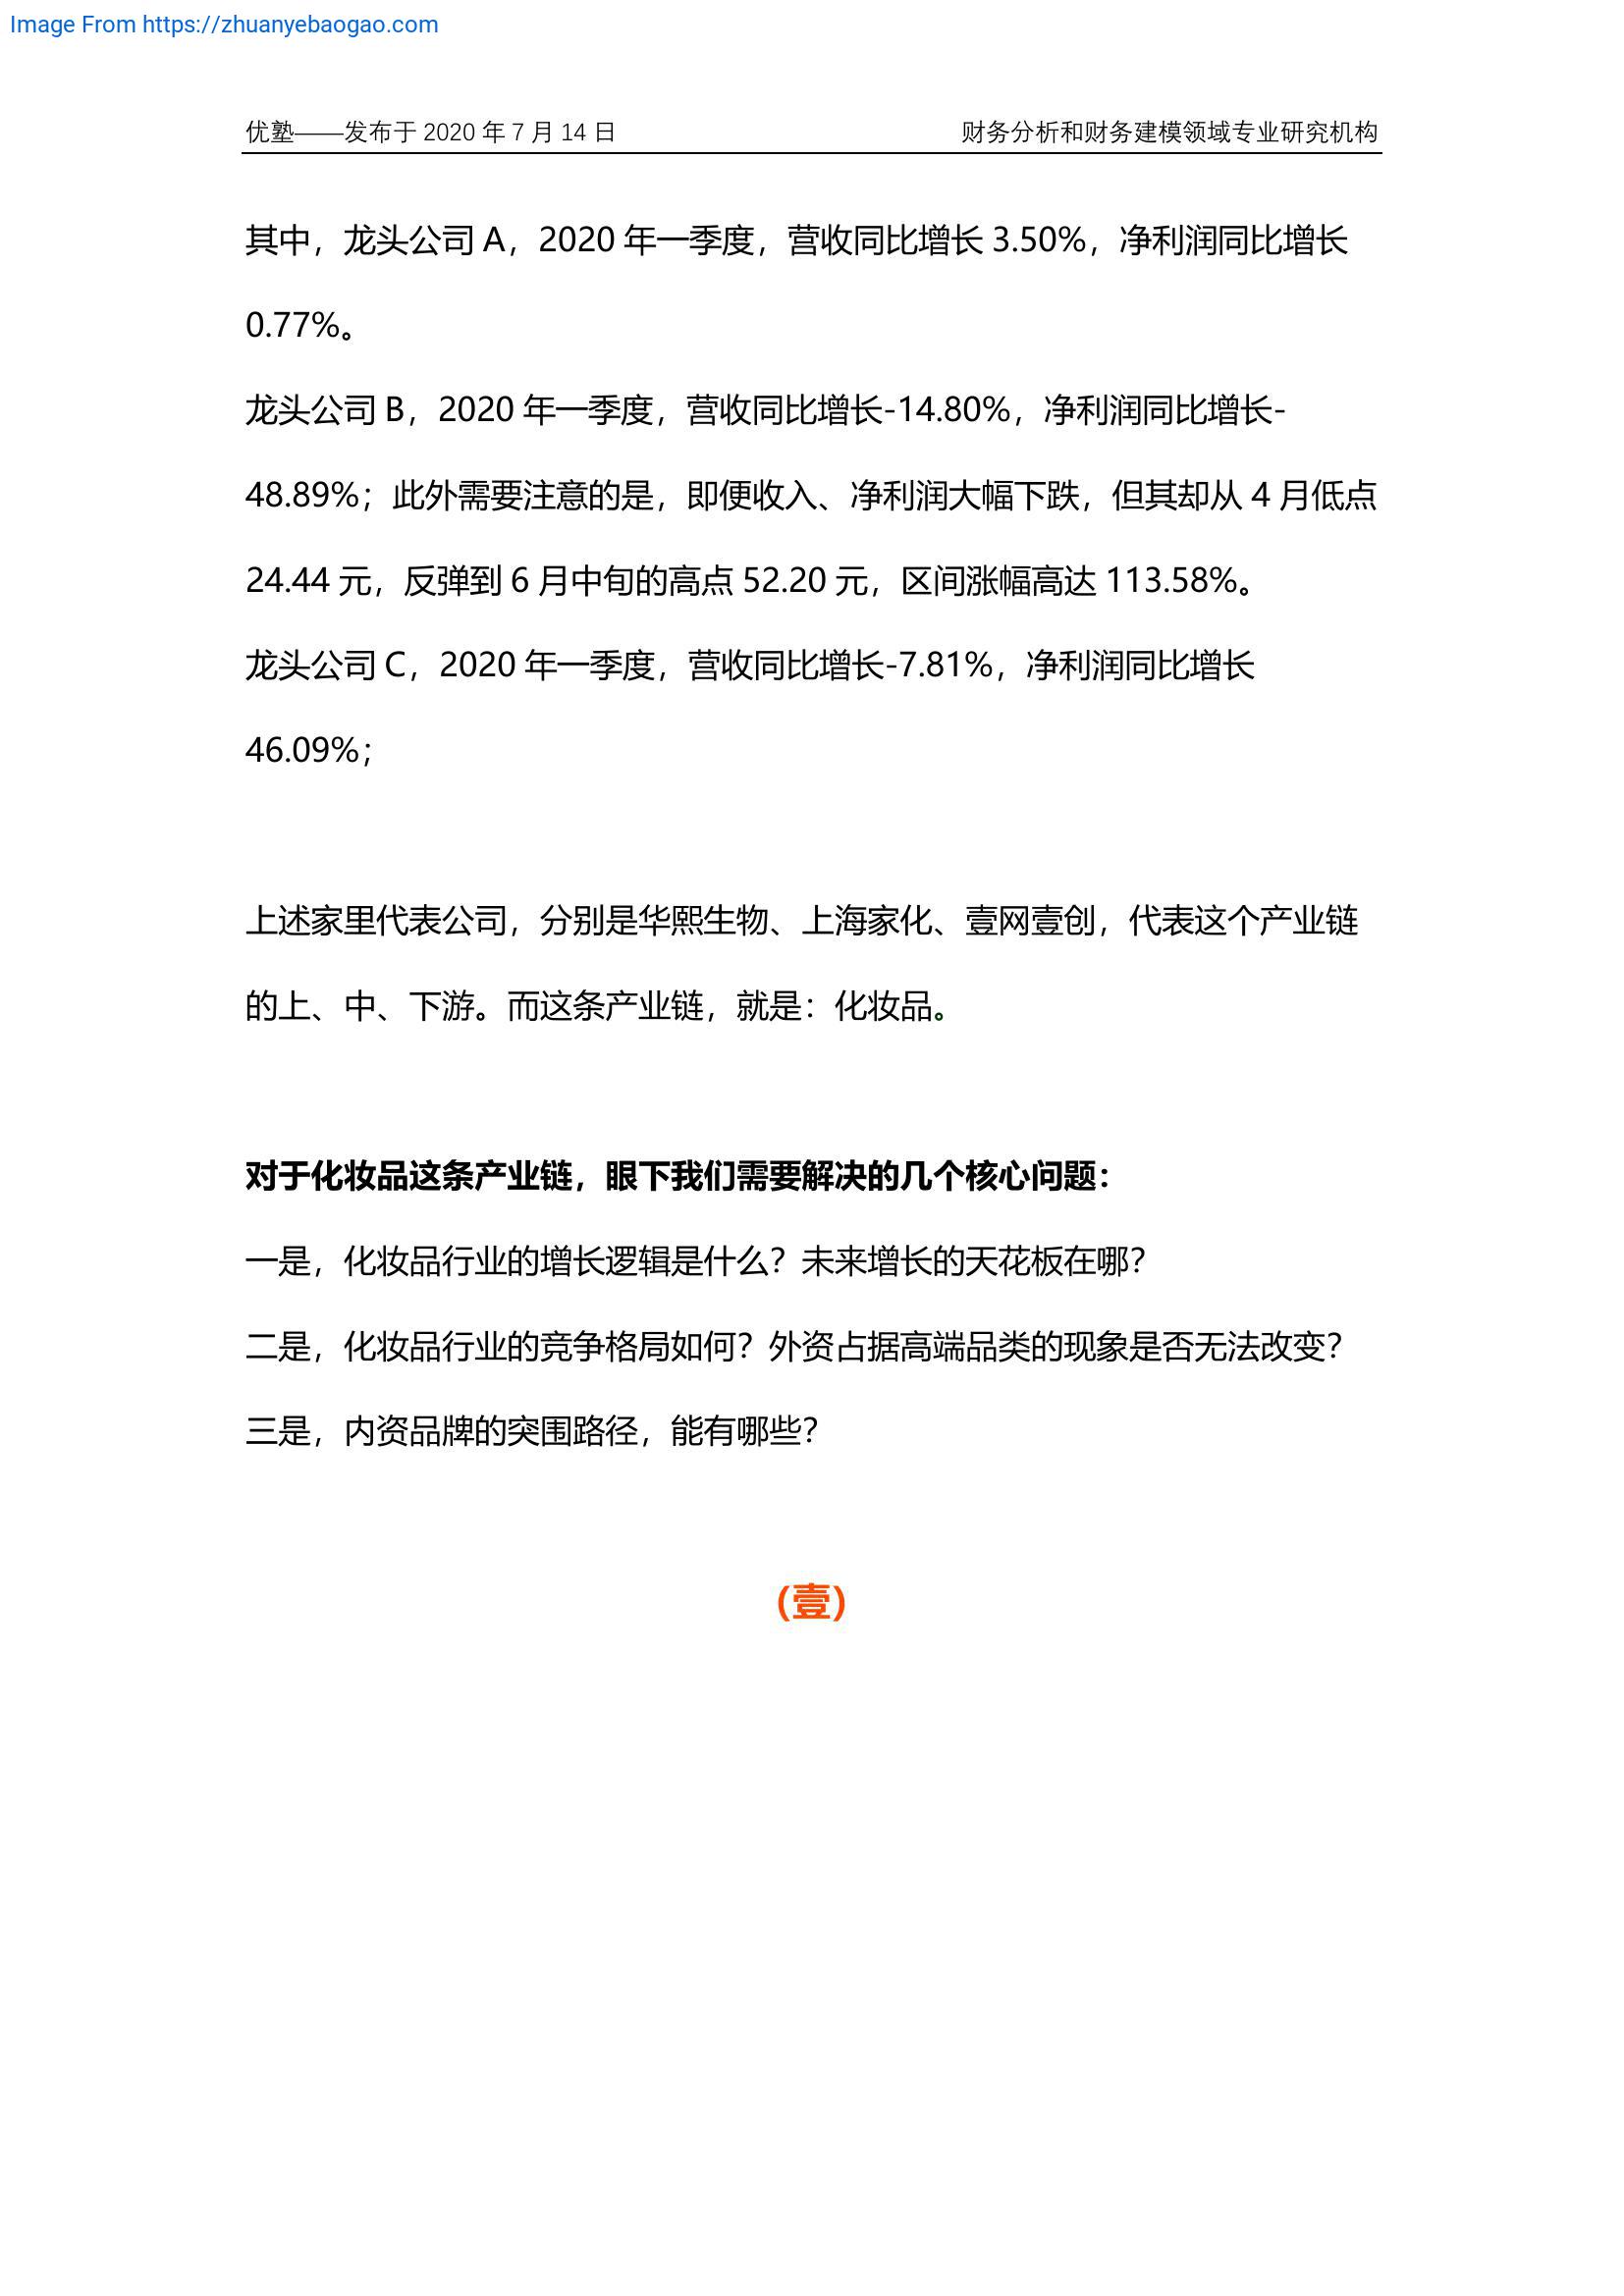 Image From https://zhuanyebaogao.com
优塾——发布于 2020 年 7 月 14 日 财务分析和财务建模领域专业研究机构
其中，龙头公司 A，2020 年一季度，营收同比增长 3.50%，净利润同比增长
0.77%。
龙头公司 B，2020 年一季度，营收同比增长-14.80%，净利润同比增长-
48.89%；此外需要注意的是，即便收入、净利润大幅下跌，但其却从 4 月低点
24.44 元，反弹到 6 月中旬的高点 52.20 元，区间涨幅高达 113.58%。
龙头公司 C，2020 年一季度，营收同比增长-7.81%，净利润同比增长
46.09%；
上述家里代表公司，分别是华熙生物、上海家化、壹网壹创，代表这个产业链
的上、中、下游。而这条产业链，就是：化妆品。
对于化妆品这条产业链，眼下我们需要解决的几个核心问题：
一是，化妆品行业的增长逻辑是什么？未来增长的天花板在哪？
二是，化妆品行业的竞争格局如何？外资占据高端品类的现象是否无法改变？
三是，内资品牌的突围路径，能有哪些？
（壹）